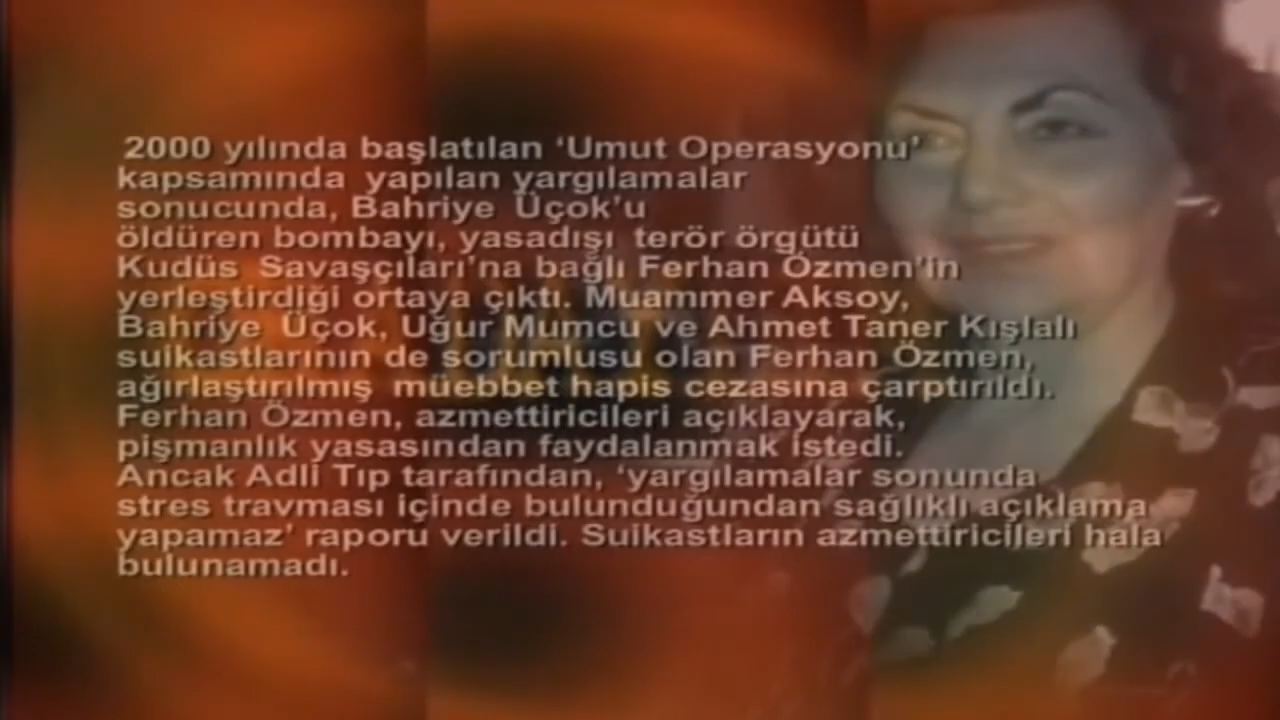 2000 yılında başlatılan ‘Umut Operasyonu’
kapsamında yapılan yargılamalar
sonucunda, Bahriye Üçok’u
öldüren bombayı, yasadışı terör örgütü
Kudüs Savaşçıları’na bağlı Ferhan Özmen’in
yerleştirdiği ortaya çıktı. Muammer Aksoy,
Bahriye Üçok, Uğur Mumcu ve Ahmet Taner Kışlalı
suikastlarının de sorumlusu olan Ferhan Özmen,
ağırlaştırılmış müebbet hapis cezasına çarptırıldı.
Ferhan Özmen, azmettiricileri açıklayarak,
pişmanlık yasasından faydalanmak istedi.
Ancak Adli Tıp tarafından, ‘yargılamalar sonunda
stres travması içinde bulunduğundan sağlıklı açıklama
yapamaz’ raporu verildi. Suikastların azmettiricileri hala
bulunamadı.